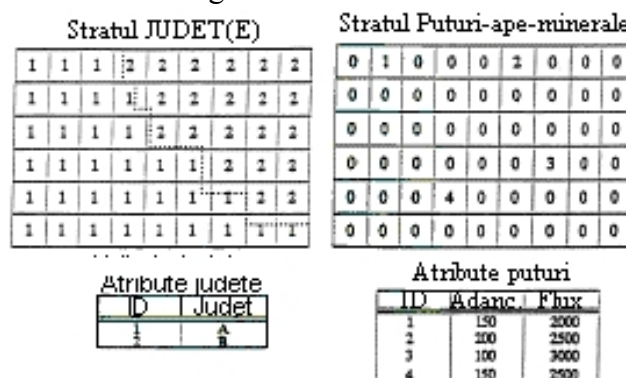 Stratul JUDET(E)
1 1 1 2 2 2 2 2 2
1 1 1 1 2 2 2 2 2
1 1 1 1 2 2 2 2 2
1 1 1 1 1 1 2 2 2
1 1 1 1 1 1 1 2 2
1 1 1 1 1 1 1 1 1
Atribute judete
ID Judet
1 A
2 B
Stratul Puturi-ape-minerale
0 1 0 0 0 2 0 0 0
0 0 0 0 0 0 0 0 0
0 0 0 0 0 0 0 0 0
0 0 0 0 0 0 3 0 0
0 0 0 4 0 0 0 0 0
0 0 0 0 0 0 0 0 0
Atribute puturi
ID Adanc. Flux
1 150 2000
2 200 2500
3 100 3000
4 150 2500